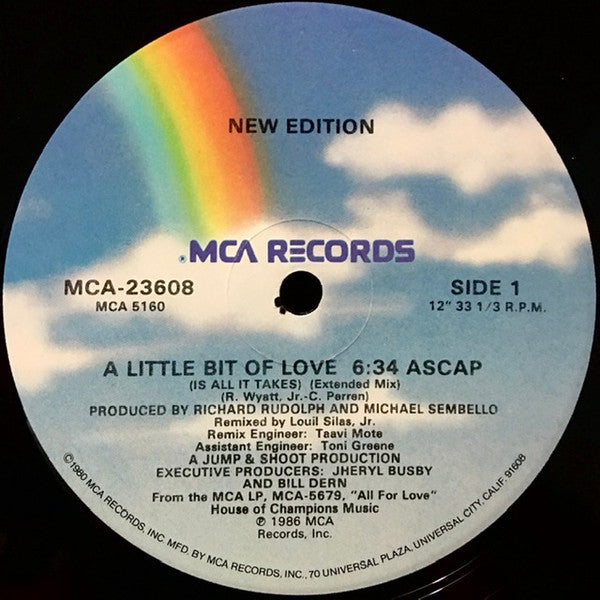 NEW EDITION
MCA RECORDS
MCA-23608
MCA 5160
SIDE 1
12" 33 1/3 R.P.M.
A LITTLE BIT OF LOVE 6:34 ASCAP
(IS ALL IT TAKES) (Extended Mix)
(R. Wyatt, Jr.-C. Perren)
PRODUCED BY RICHARD RUDOLPH AND MICHAEL SEMBELLO
Remixed by Louil Silas, Jr.
Remix Engineer: Taavi Mote
Assistant Engineer: Toni Greene
A JUMP & SHOOT PRODUCTION
EXECUTIVE PRODUCERS: JHERYL BUSBY
AND BILL DERN
From the MCA LP, MCA-5679, "All For Love"
House of Champions Music
℗ 1986 MCA
Records, Inc.
©1980 MCA RECORDS, INC. MFD. BY MCA RECORDS, INC., 70 UNIVERSAL PLAZA, UNIVERSAL CITY, CALIF. 91608